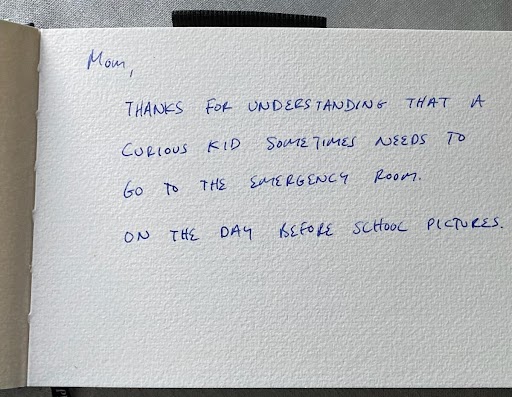 Mom,
THANKS FOR UNDERSTANDING THAT A
CURIOUS KID SOMETIMES NEEDS TO
GO TO THE EMERGENCY ROOM.
ON THE DAY BEFORE SCHOOL PICTURES.